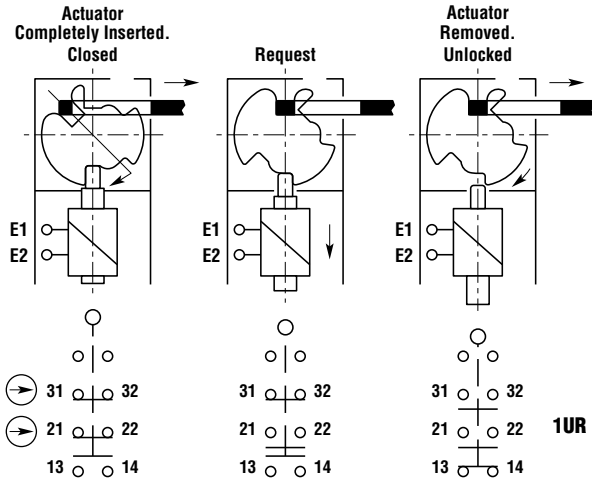 Actuator
Completely Inserted.
Closed
Request
Actuator
Removed.
Unlocked
E1
E2
E1
E2
E1
E2
31 32
21 22
13 14
31 32
21 22
13 14
31 32
21 22
13 14
1UR